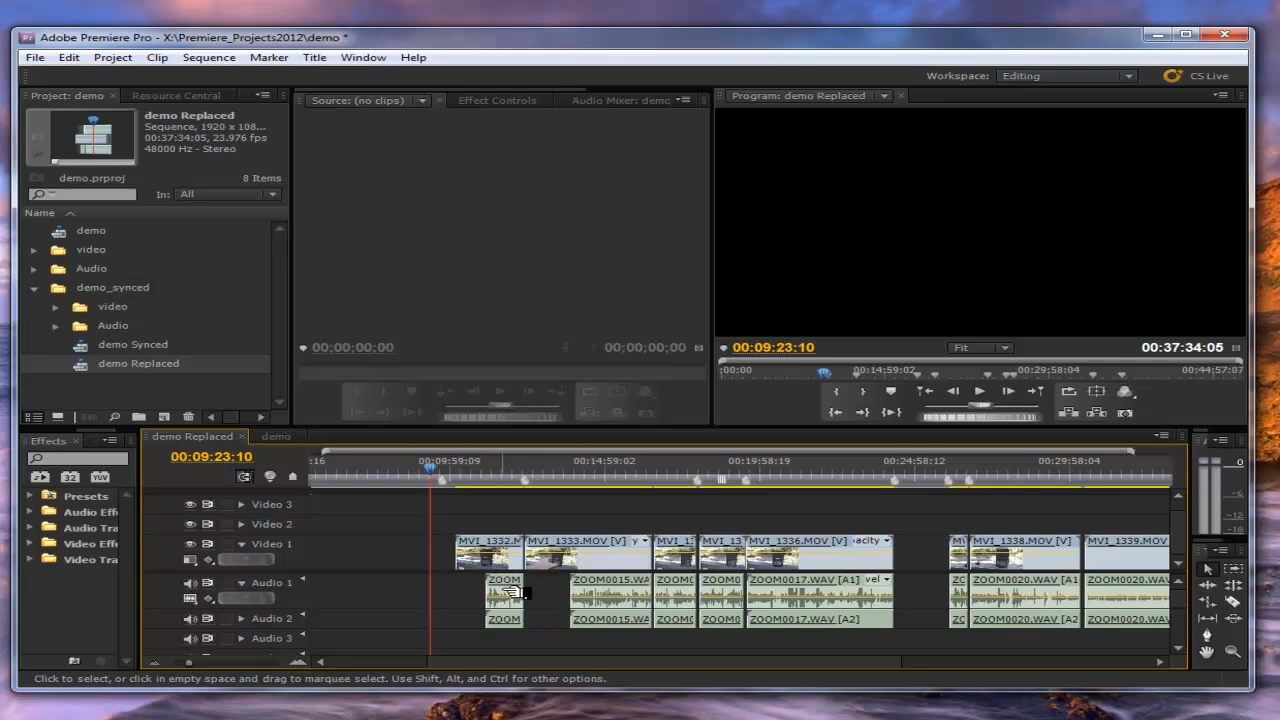 Adobe Premiere Pro - X:\Premiere_Projects2012\demo *
File Edit Project Clip Sequence Marker Title Window Help
Workspace: Editing CS Live
Project: demo Resource Central
Source: (no clips) Effect Controls Audio Mixer: demo
Program: demo Replaced
demo Replaced
Sequence, 1920 x 108...
00:37:34:05, 23.976 fps
48000 Hz - Stereo
demo.prproj 8 Items
In: All
Name
demo
video
Audio
demo_synced
video
Audio
demo Synced
demo Replaced
00;00;00;00 00;00;00;00
00:09:23:10 Fit 00:37:34:05
:00:00 00:14:59:02 00:29:58:04 00:44:57:07
Effects
32 YUV
Presets
Audio Effe
Audio Tra
Video Effe
Video Tra
demo Replaced demo
00:09:23:10
:16 00:09:59:09 00:14:59:02 00:19:58:19 00:24:58:12 00:29:58:04
Video 3
Video 2
Video 1
MVI_1332.M MVI_1333.MOV [V] y MVI_13 MVI_13 MVI_1336.MOV [V] :acity MV MVI_1338.MOV [V] MVI_1339.MOV
Audio 1
ZOOM ZOOM0015.WA ZOOM0 ZOOM0 ZOOM0017.WAV [A1] vel ZO ZOOM0020.WAV [A1 ZOOM0020.WAV
Audio 2
ZOOM ZOOM0015.WA ZOOM0 ZOOM0 ZOOM0017.WAV [A2] ZO ZOOM0020.WAV [A2 ZOOM0020.WAV
Audio 3
0
-6
-12
-18
Click to select, or click in empty space and drag to marquee select. Use Shift, Alt, and Ctrl for other options.